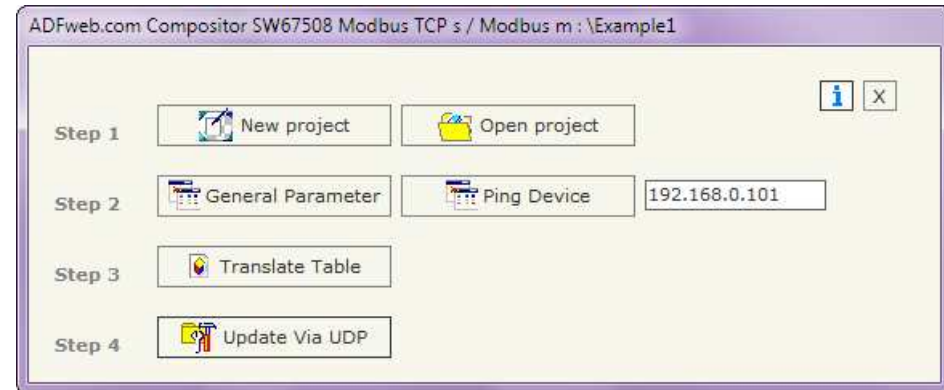 ADFweb.com Compositor SW67508 Modbus TCP s / Modbus m : \Example1
i X
Step 1 New project Open project
Step 2 General Parameter Ping Device 192.168.0.101
Step 3 Translate Table
Step 4 Update Via UDP